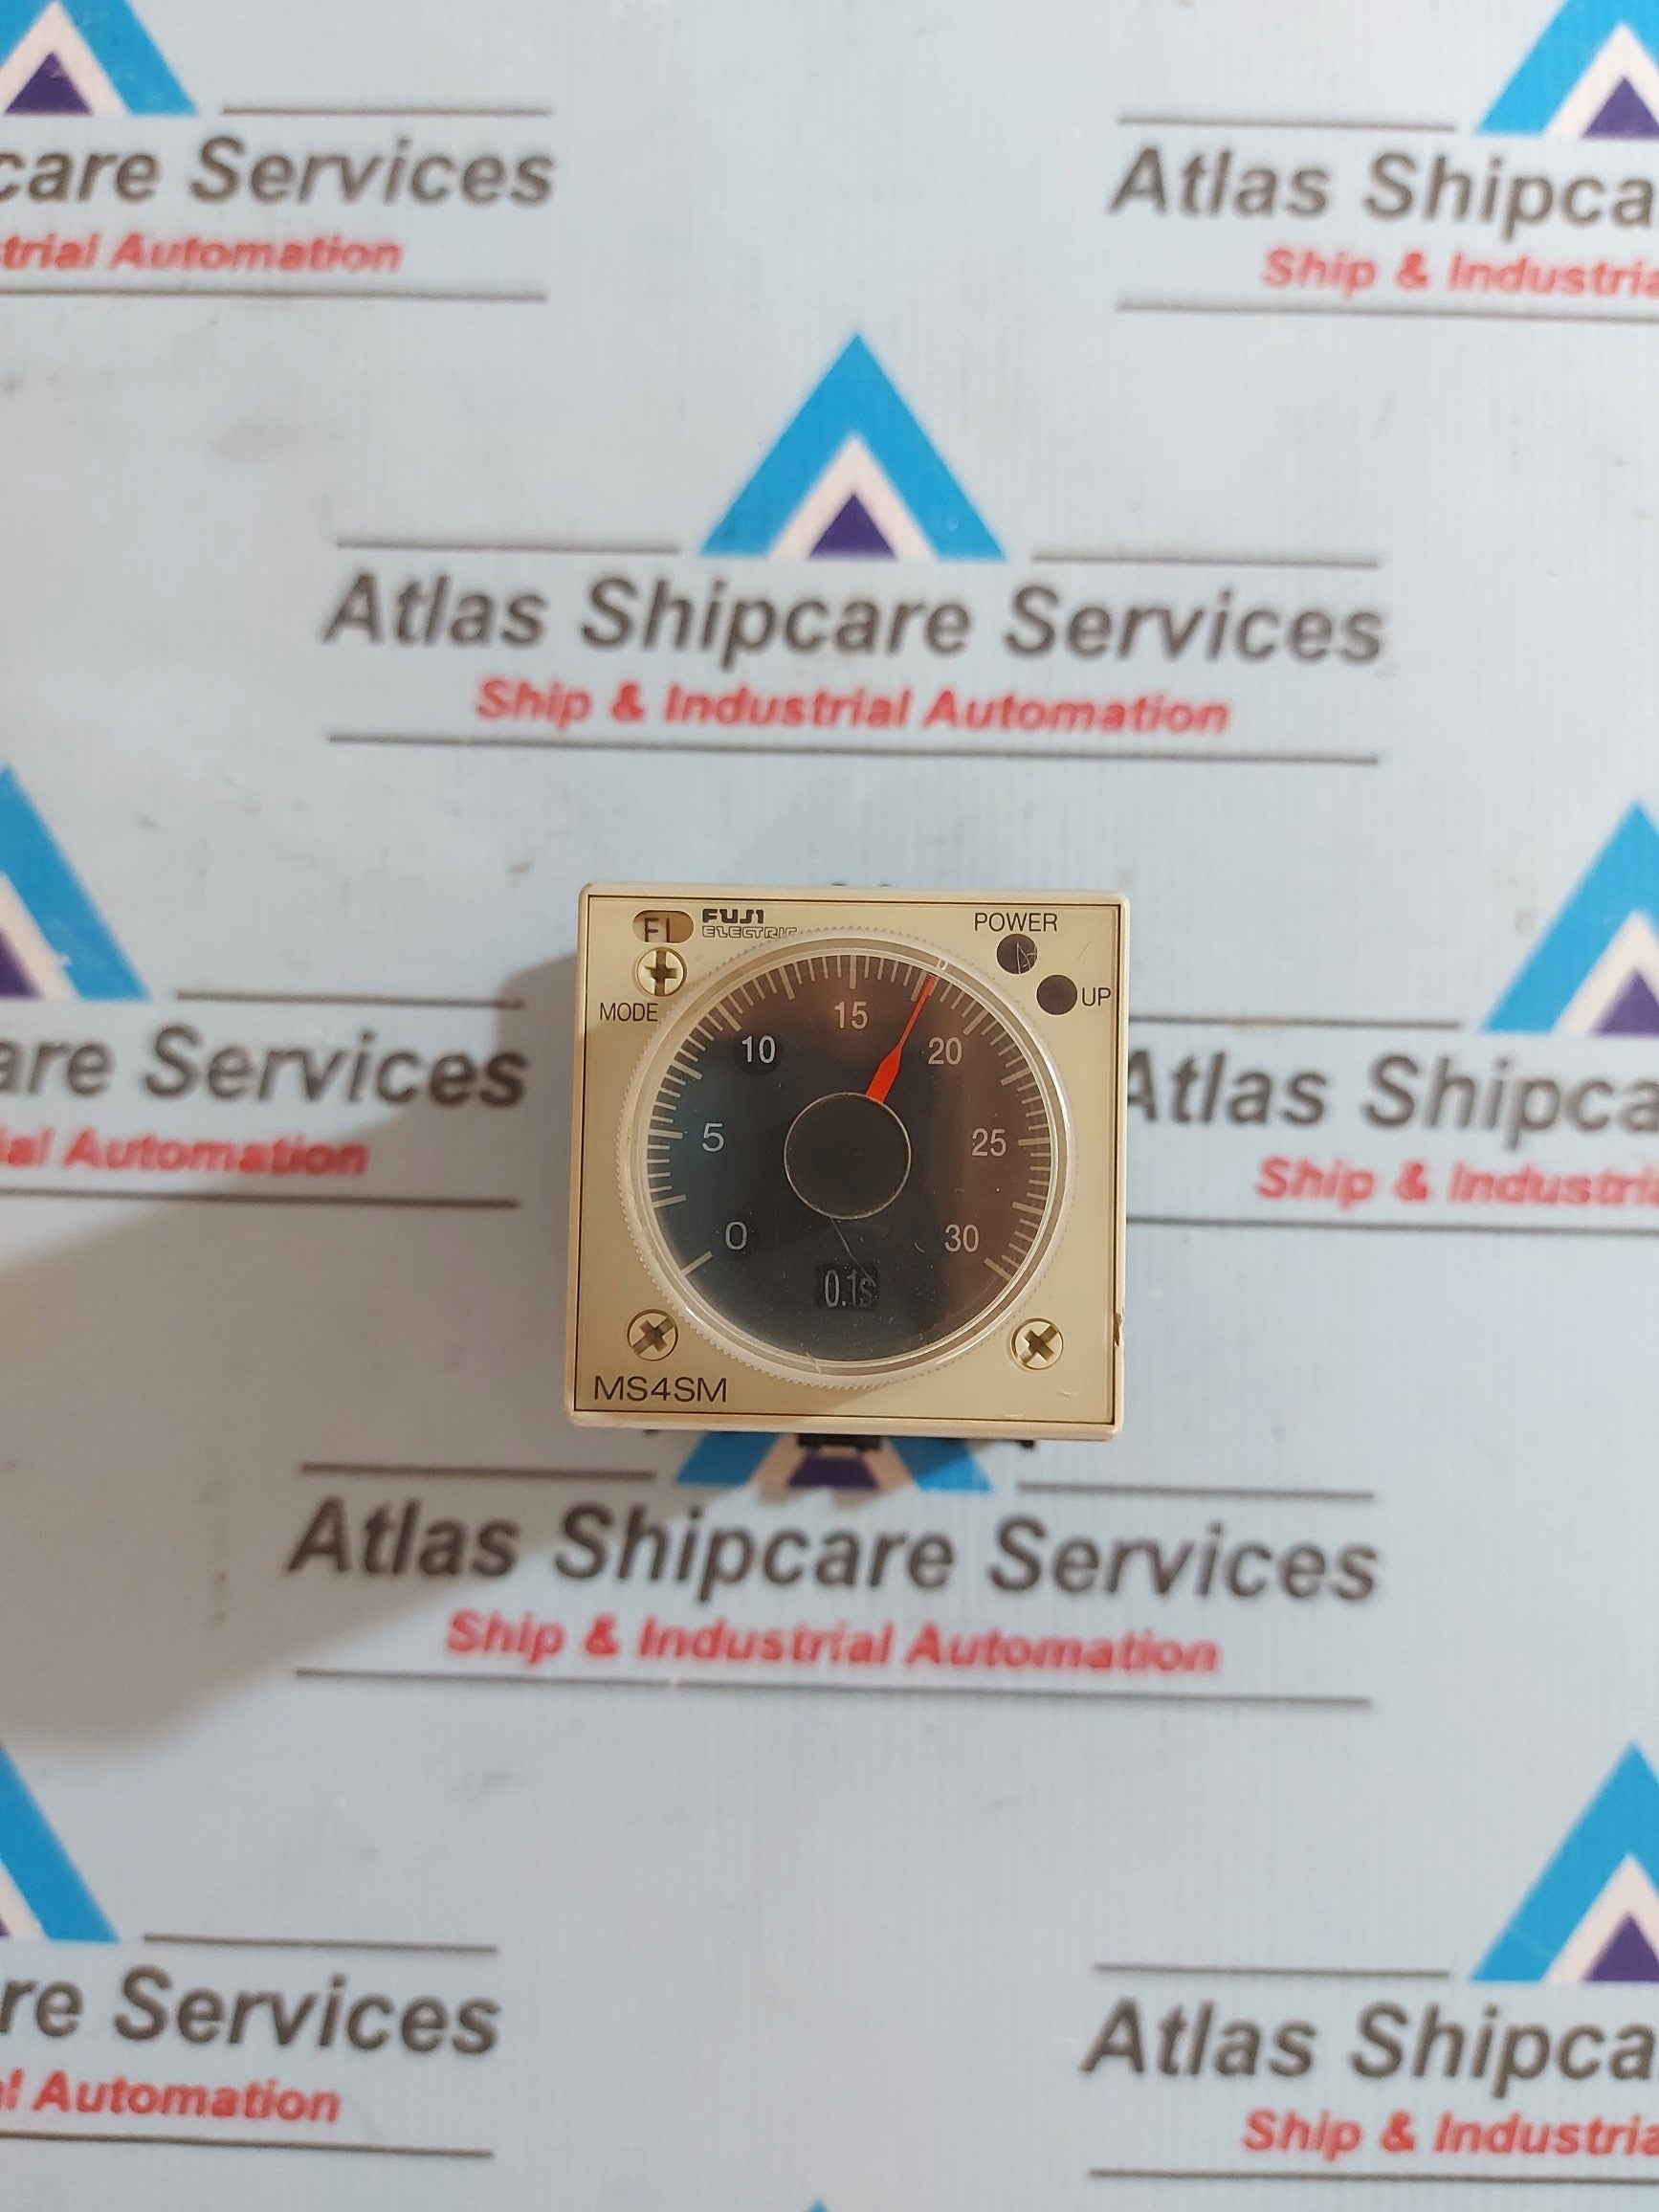 care Services
trial Automation
Atlas Shipca
Ship & Industria
Atlas Shipcare Services
Ship & Industrial Automation
FUJI
ELECTRIC
POWER
UP
MODE
0
5
10
15
20
25
30
0.1s
MS4SM
are Services
ial Automation
Atlas Shipca
Ship & Industria
Atlas Shipcare Services
Ship & Industrial Automation
re Services
al Automation
Atlas Shipca
Ship & Industria